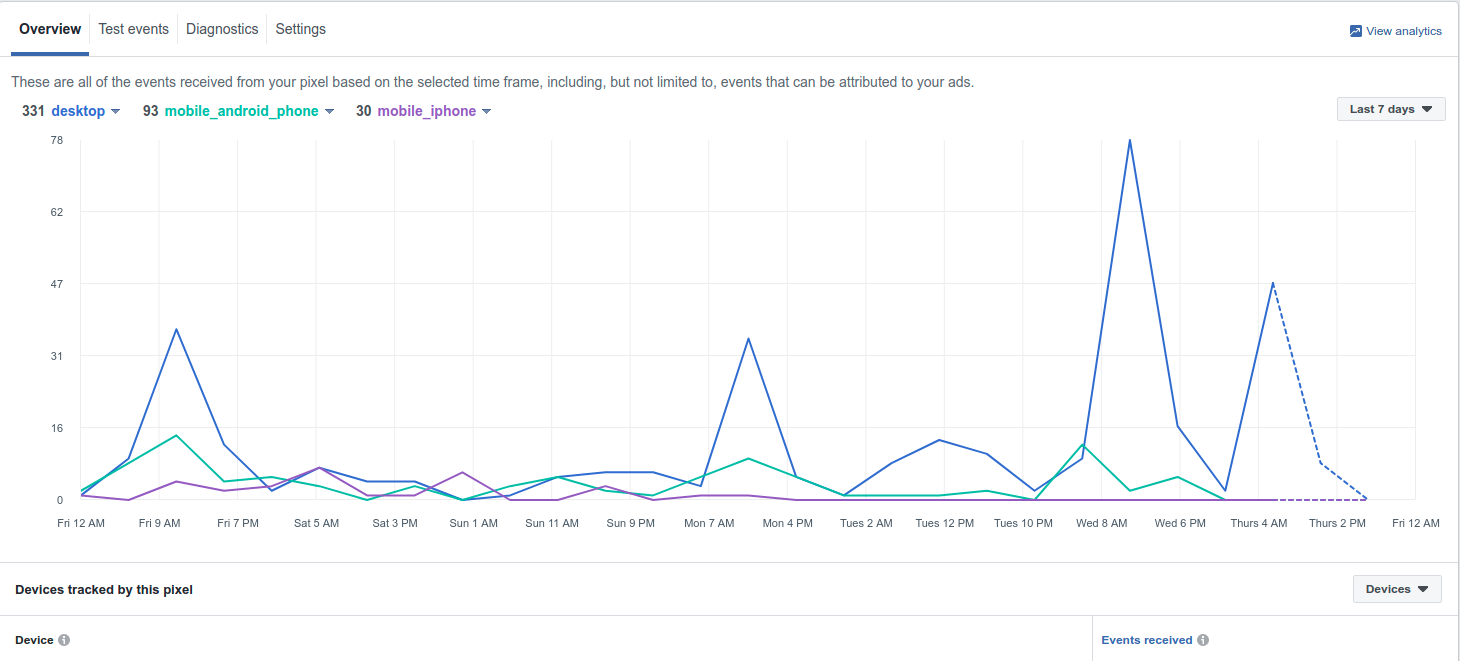 Overview Test events Diagnostics Settings
View analytics
These are all of the events received from your pixel based on the selected time frame, including, but not limited to, events that can be attributed to your ads.
331 desktop 93 mobile_android_phone 30 mobile_iphone
Last 7 days
78
62
47
31
16
0
Fri 12 AM Fri 9 AM Fri 7 PM Sat 5 AM Sat 3 PM Sun 1 AM Sun 11 AM Sun 9 PM Mon 7 AM Mon 4 PM Tues 2 AM Tues 12 PM Tues 10 PM Wed 8 AM Wed 6 PM Thurs 4 AM Thurs 2 PM Fri 12 AM
Devices tracked by this pixel
Devices
Device
Events received